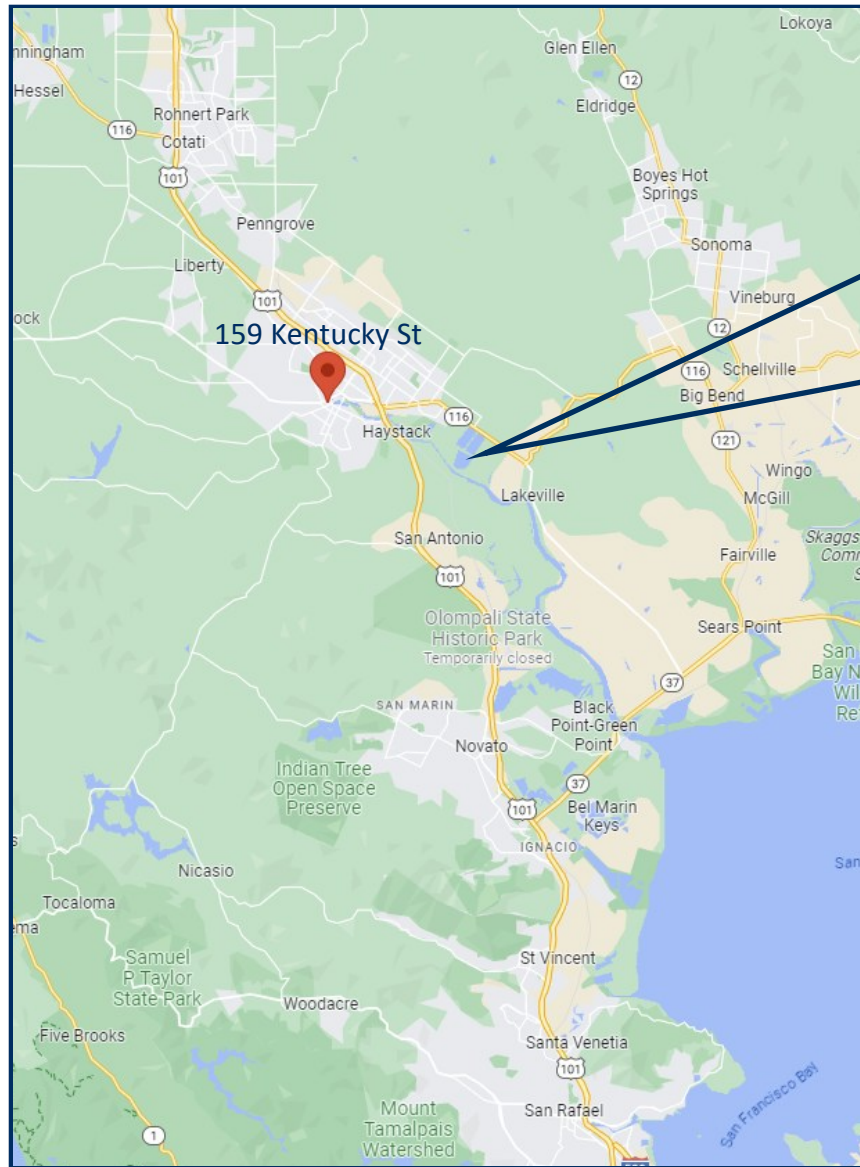 Lokoya
nningham
Glen Ellen
12
Hessel
Eldridge
Rohnert Park
116
Cotati
101
Boyes Hot
Springs
Penngrove
Sonoma
Liberty
101
Vineburg
ock
12
159 Kentucky St
116
Schellville
Big Bend
116
Haystack
121
Wingo
Lakeville
McGill
San Antonio
Skaggs
Comm
S
Fairville
101
Olompali State
Historic Park
Temporarily closed
Sears Point
San
Bay N
Wil
Re
37
SAN MARIN
Black
Point-Green
Point
Novato
Indian Tree
Open Space
Preserve
37
101
Bel Marin
Keys
IGNACIO
San
Nicasio
s
Tocaloma
ema
St Vincent
Samuel
P Taylor
State Park
Woodacre
Five Brooks
Santa Venetia
101
San Francisco Bay
San Rafael
Mount
Tamalpais
Watershed
1